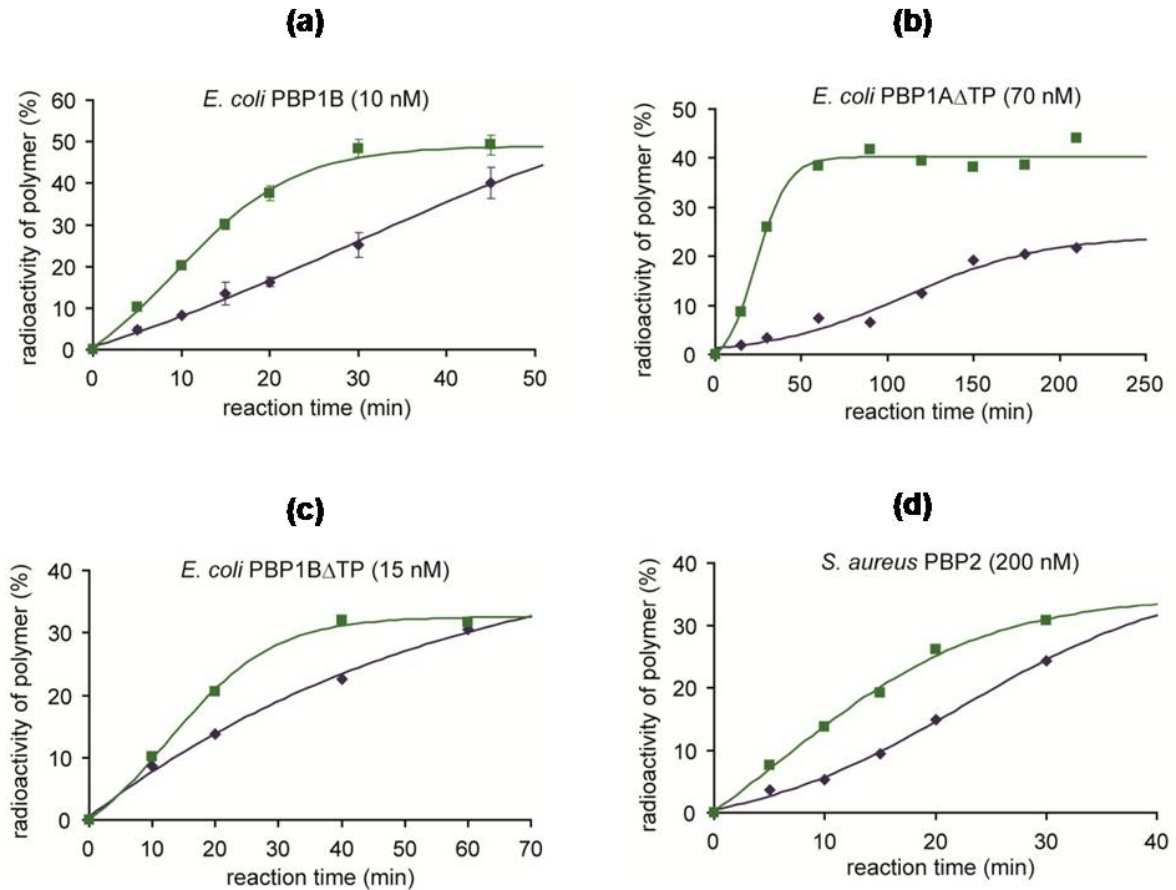 (a)
E. coli PBP1B (10 nM)
radioactivity of polymer (%)
60
50
40
30
20
10
0
0 10 20 30 40 50
reaction time (min)
(b)
E. coli PBP1AΔTP (70 nM)
radioactivity of polymer (%)
50
40
30
20
10
0
0 50 100 150 200 250
reaction time (min)
(c)
E. coli PBP1BΔTP (15 nM)
radioactivity of polymer (%)
40
30
20
10
0
0 10 20 30 40 50 60 70
reaction time (min)
(d)
S. aureus PBP2 (200 nM)
radioactivity of polymer (%)
40
30
20
10
0
0 10 20 30 40
reaction time (min)